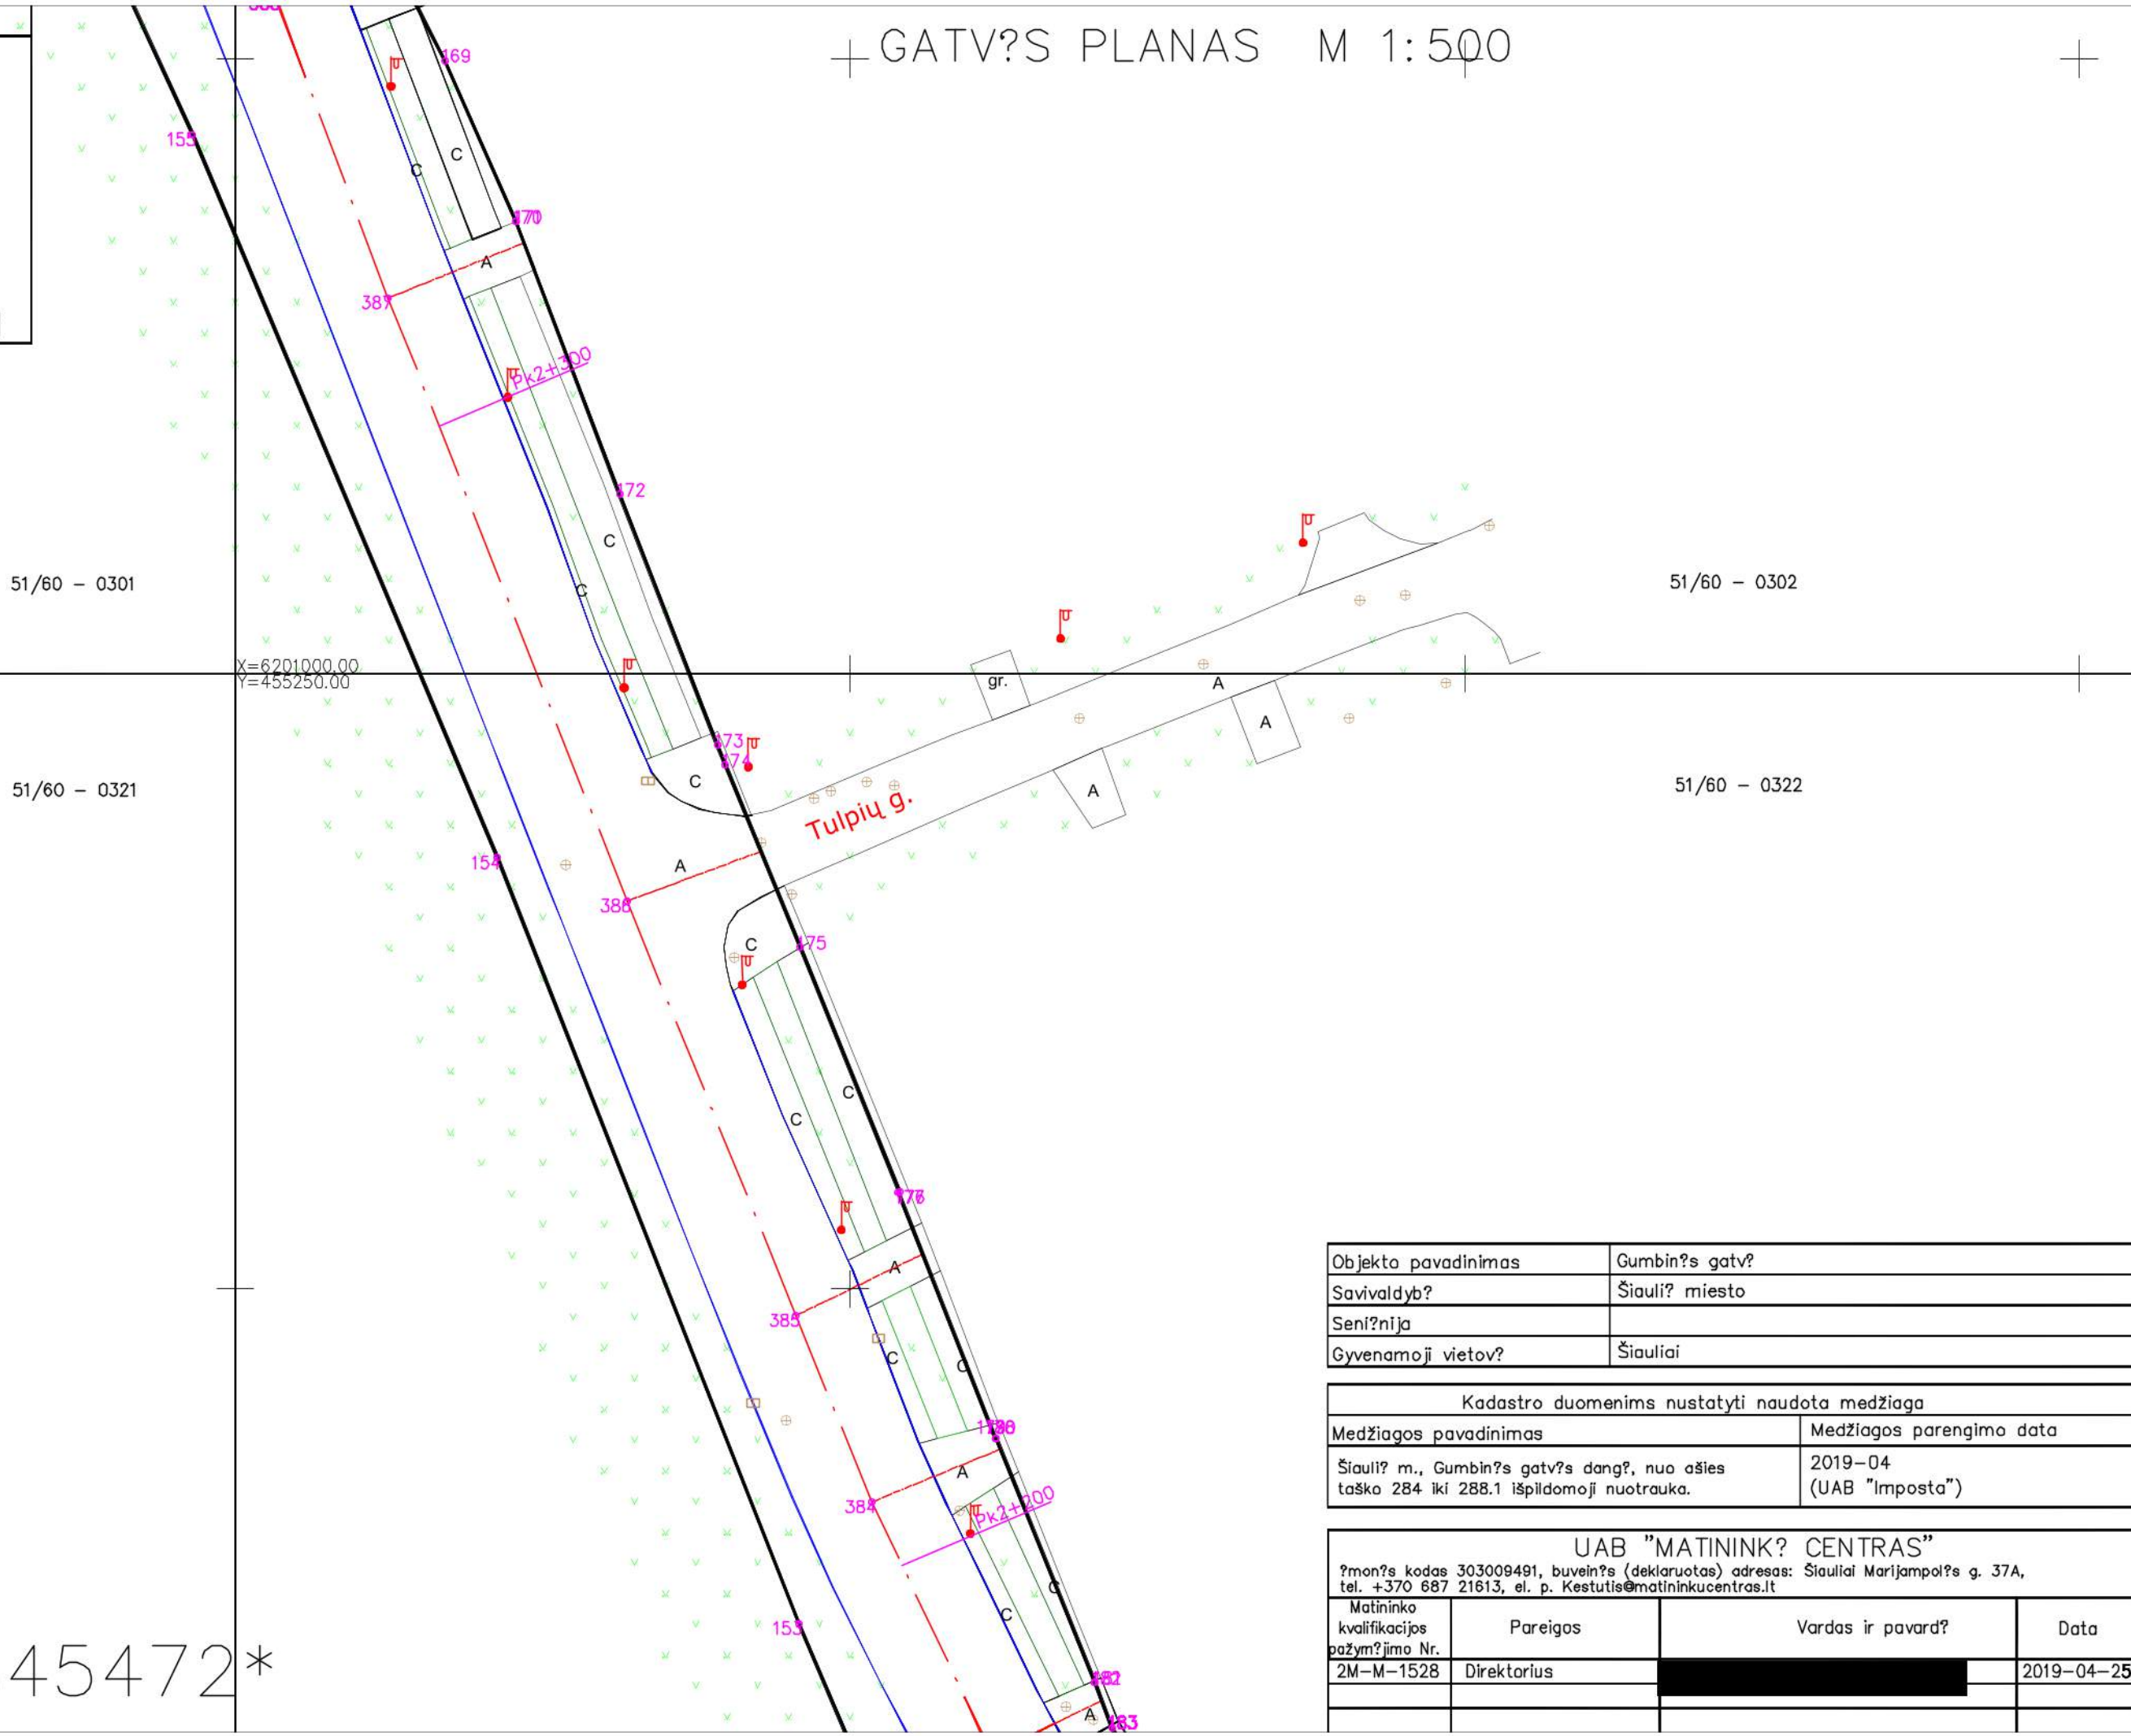 GATV?S PLANAS M 1:500
169
155
C
C
A
387
Pk2+300
172
C
C
51/60 - 0301
51/60 - 0302
X=6201000.00
Y=455250.00
gr.
A
A
A
173
174
C
51/60 - 0321
51/60 - 0322
Tulpių g.
154
A
386
C
175
C
C
A
385
C
C
A
384
Pk2+200
C
C
153
A
45472*
Objekto pavadinimas Gumbin?s gatv?
Savivaldyb? Šiauli? miesto
Seni?nija
Gyvenamoji vietov? Šiauliai
Kadastro duomenims nustatyti naudota medžiaga
Medžiagos pavadinimas Medžiagos parengimo data
Šiauli? m., Gumbin?s gatv?s dang?, nuo ašies 2019-04
taško 284 iki 288.1 išpildomoji nuotrauka. (UAB "Imposta")
UAB "MATININK? CENTRAS"
?mon?s kodas 303009491, buvein?s (deklaruotas) adresas: Šiauliai Marijampol?s g. 37A,
tel. +370 687 21613, el. p. Kestutis@matininkucentras.lt
Matininko
kvalifikacijos Pareigos Vardas ir pavard? Data
pažym?jimo Nr.
2M-M-1528 Direktorius 2019-04-25